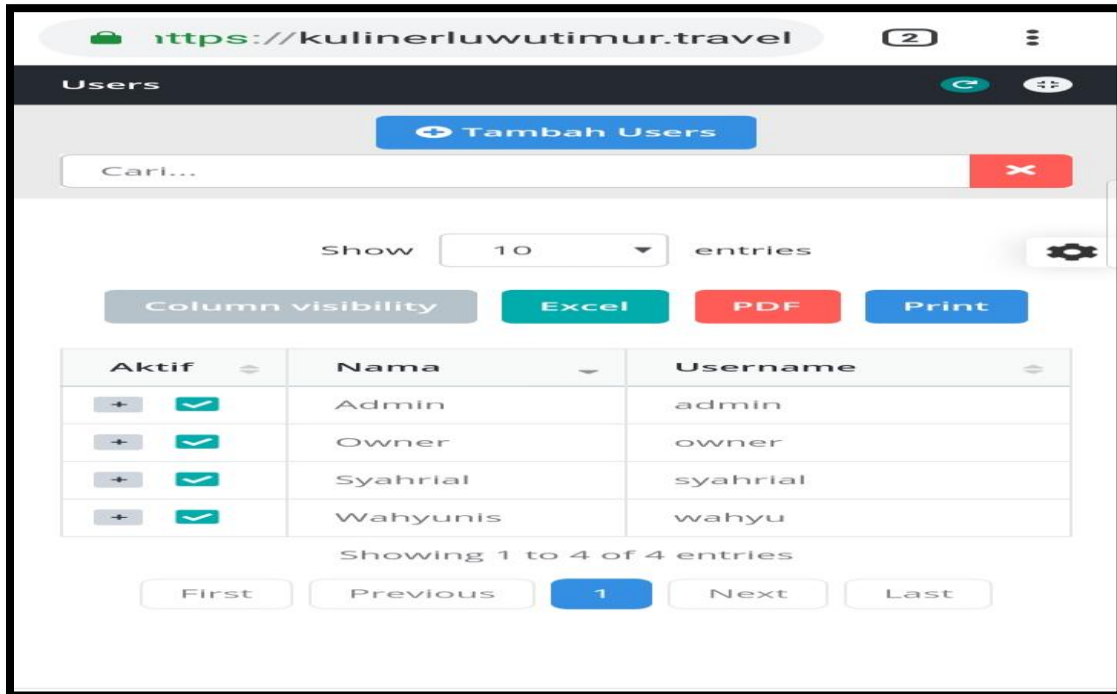 https://kulinerluwutimur.travel 2
Users
Tambah Users
Cari...
Show 10 entries
Column visibility Excel PDF Print
Aktif Nama Username
+ Admin admin
+ Owner owner
+ Syahrial syahrial
+ Wahyunis wahyu
Showing 1 to 4 of 4 entries
First Previous 1 Next Last